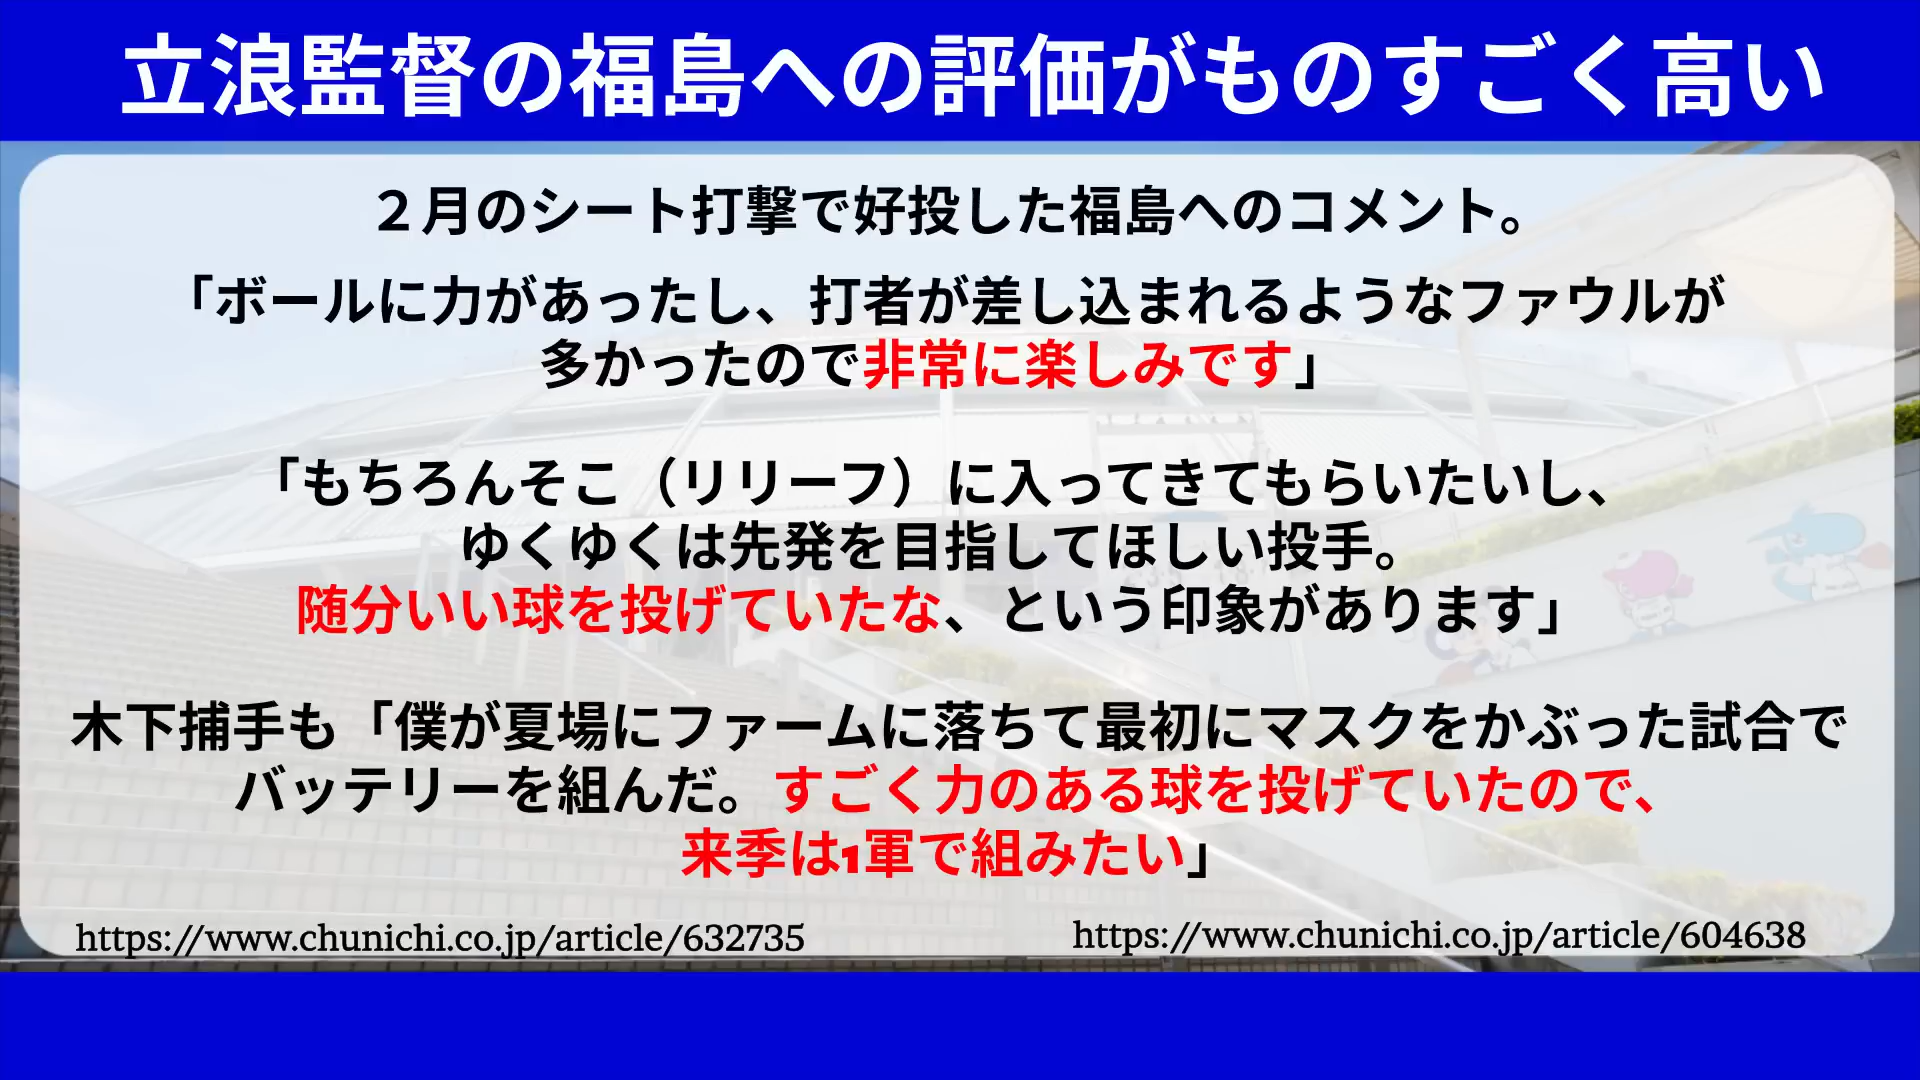 立浪監督の福島への評価がものすごく高い
２月のシート打撃で好投した福島へのコメント。
「ボールに力があったし、打者が差し込まれるようなファウルが
多かったので非常に楽しみです」
「もちろんそこ（リリーフ）に入ってきてもらいたいし、
ゆくゆくは先発を目指してほしい投手。
随分いい球を投げていたな、という印象があります」
木下捕手も「僕が夏場にファームに落ちて最初にマスクをかぶった試合で
バッテリーを組んだ。すごく力のある球を投げていたので、
来季は1軍で組みたい」
https://www.chunichi.co.jp/article/632735
https://www.chunichi.co.jp/article/604638